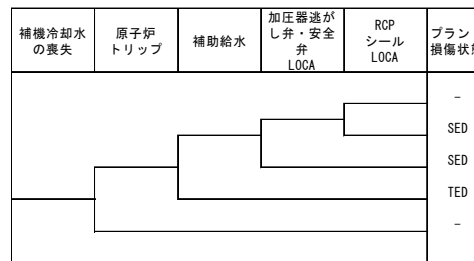 補機冷却水
の喪失
原子炉
トリップ
補助給水
加圧器逃が
し弁・安全
弁
LOCA
RCP
シール
LOCA
プラン
損傷状態
-
SED
SED
TED
-